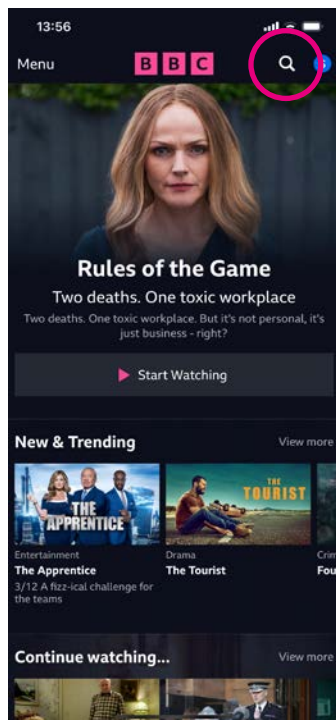 13:56
Menu
BBC
S
Rules of the Game
Two deaths. One toxic workplace
Two deaths. One toxic workplace. But it's not personal, it's
just business - right?
Start Watching
New & Trending
View more
THE
APPRENTICE
THE
TOURIST
Entertainment
Drama
Crim
The Apprentice
The Tourist
Fou
3/12 A fizz-ical challenge for
the teams
Continue watching...
View more